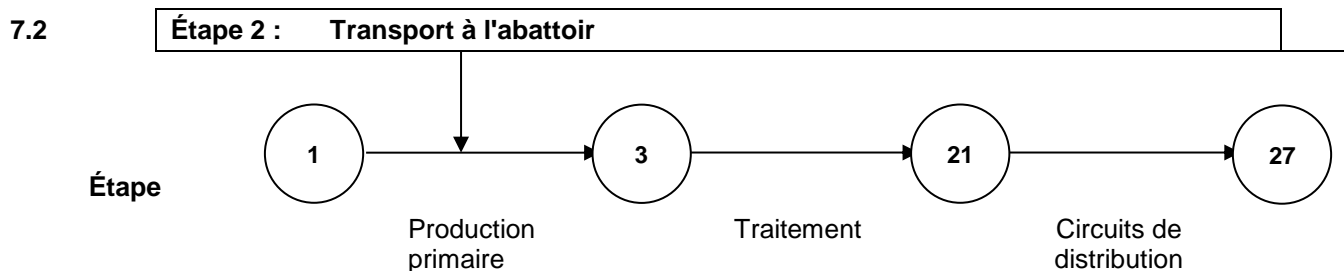 7.2 Étape 2 : Transport à l'abattoir
1 3 21 27
Étape
Production Traitement Circuits de
primaire distribution